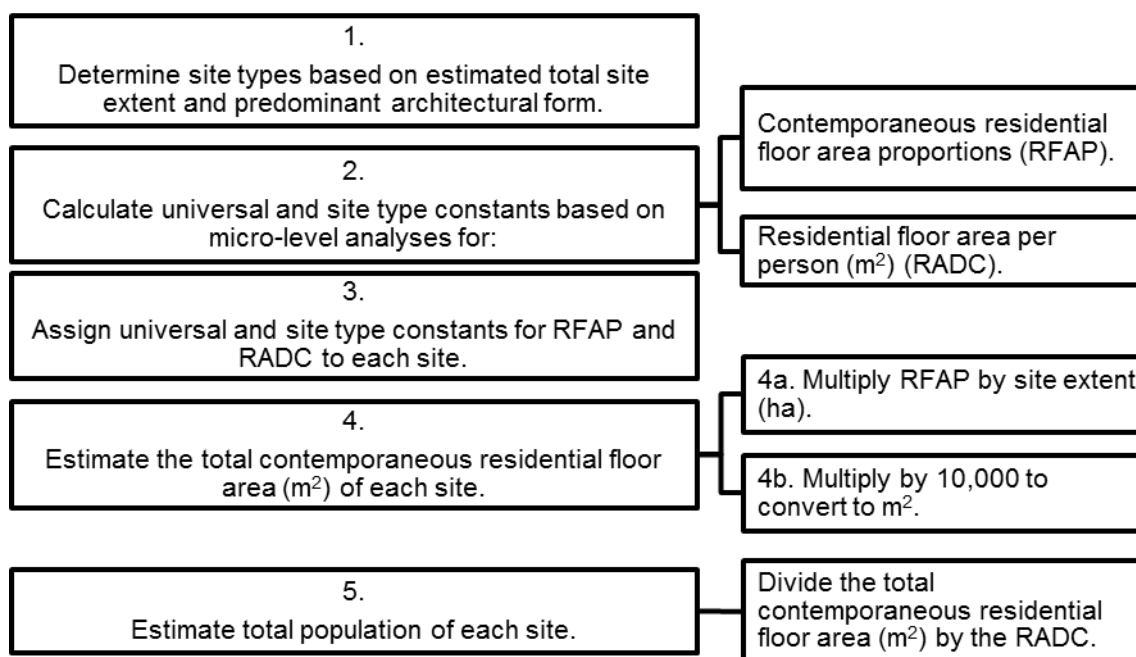 1.
Determine site types based on estimated total site
extent and predominant architectural form.
2.
Calculate universal and site type constants based on
micro-level analyses for:
Contemporaneous residential
floor area proportions (RFAP).
Residential floor area per
person (m²) (RADC).
3.
Assign universal and site type constants for RFAP and
RADC to each site.
4.
Estimate the total contemporaneous residential floor
area (m²) of each site.
4a. Multiply RFAP by site extent
(ha).
4b. Multiply by 10,000 to
convert to m².
5.
Estimate total population of each site.
Divide the total
contemporaneous residential
floor area (m²) by the RADC.